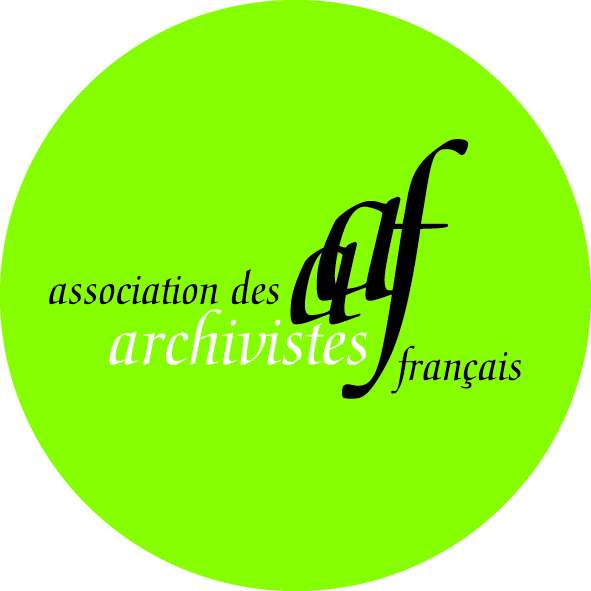 aaf
association des
archivistes
français